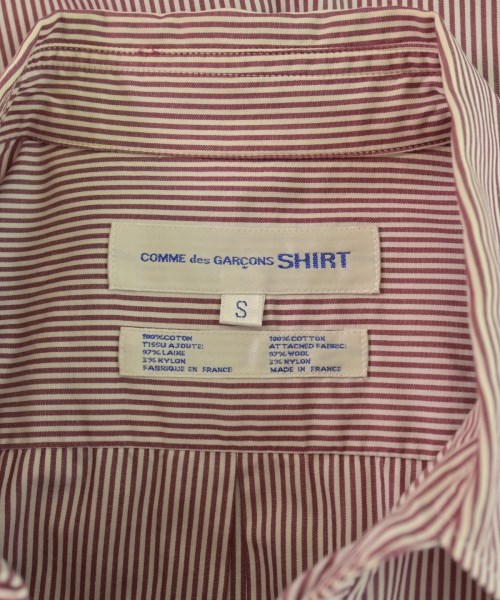 COMME des GARÇONS SHIRT
S
100% COTON
TISSU AJOUTE:
97% LAINE
3% NYLON
FABRIQUE EN FRANCE
100% COTTON
ATTACHED FABRIC:
97% WOOL
3% NYLON
MADE IN FRANCE